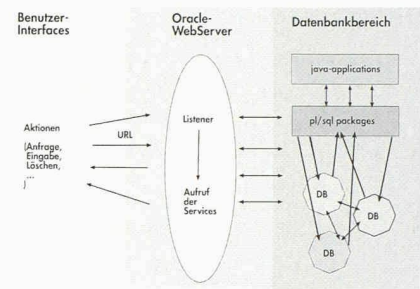 Benutzer-
Interfaces
Oracle-
WebServer
Datenbankbereich
java-applications
pl/sql packages
Aktionen
(Anfrage,
Eingabe,
Löschen,
...
)
URL
Listener
Aufruf
der
Services
DB
DB
DB